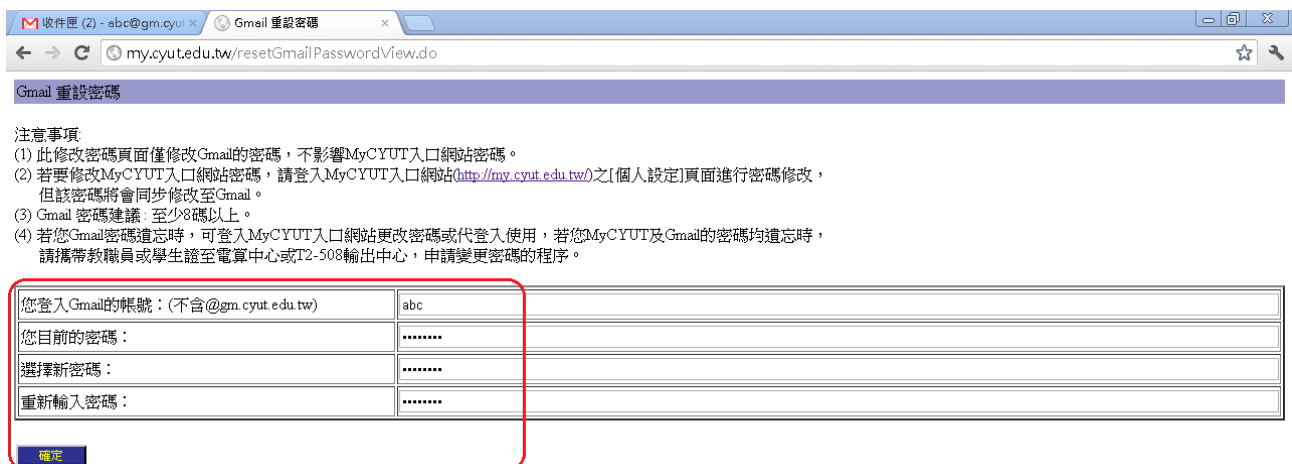 收件匣 (2) - abc@gm.cyut
Gmail 重設密碼
my.cyut.edu.tw/resetGmailPasswordView.do
Gmail 重設密碼
注意事項:
(1) 此修改密碼頁面僅修改Gmail的密碼，不影響MyCYUT入口網站密碼。
(2) 若要修改MyCYUT入口網站密碼，請登入MyCYUT入口網站(http://my.cyut.edu.tw/)之[個人設定]頁面進行密碼修改，
但該密碼將會同步修改至Gmail。
(3) Gmail 密碼建議 : 至少8碼以上。
(4) 若您Gmail密碼遺忘時，可登入MyCYUT入口網站更改密碼或代登入使用，若您MyCYUT及Gmail的密碼均遺忘時，
請攜帶教職員或學生證至電算中心或T2-508輸出中心，申請變更密碼的程序。
您登入Gmail的帳號：(不含@gm.cyut.edu.tw) abc
您目前的密碼： ••••••••
選擇新密碼： ••••••••
重新輸入密碼： ••••••••
確定